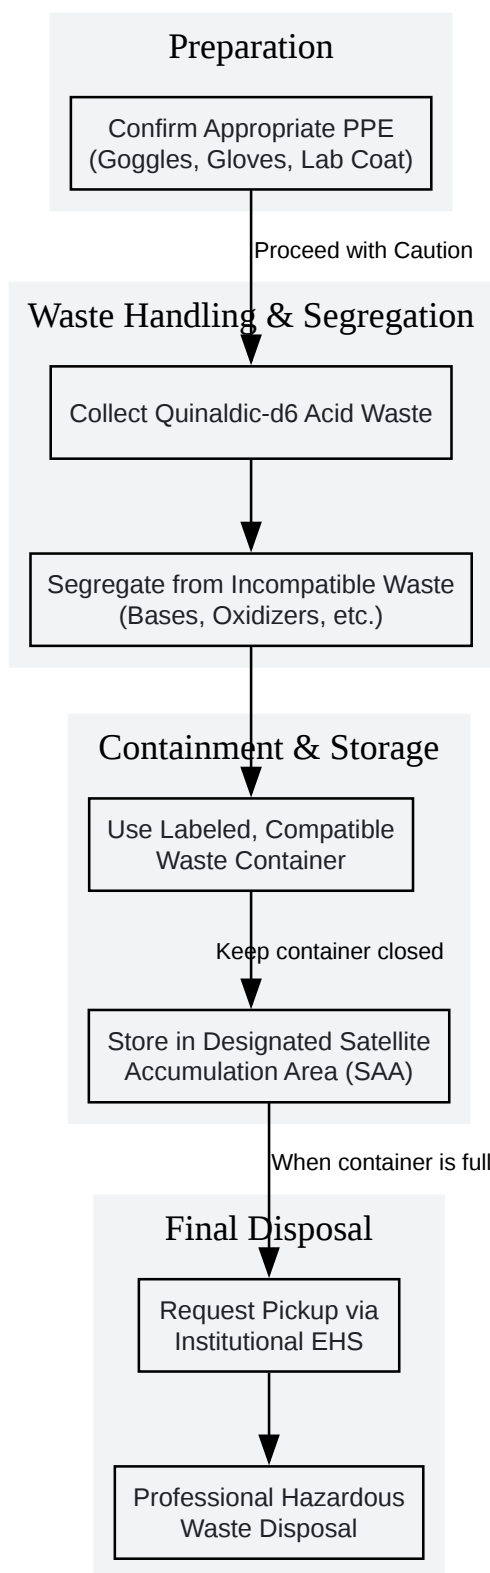 Preparation
Confirm Appropriate PPE
(Goggles, Gloves, Lab Coat)
Proceed with Caution
Waste Handling & Segregation
Collect Quinaldic-d6 Acid Waste
Segregate from Incompatible Waste
(Bases, Oxidizers, etc.)
Containment & Storage
Use Labeled, Compatible
Waste Container
Keep container closed
Store in Designated Satellite
Accumulation Area (SAA)
When container is full
Final Disposal
Request Pickup via
Institutional EHS
Professional Hazardous
Waste Disposal